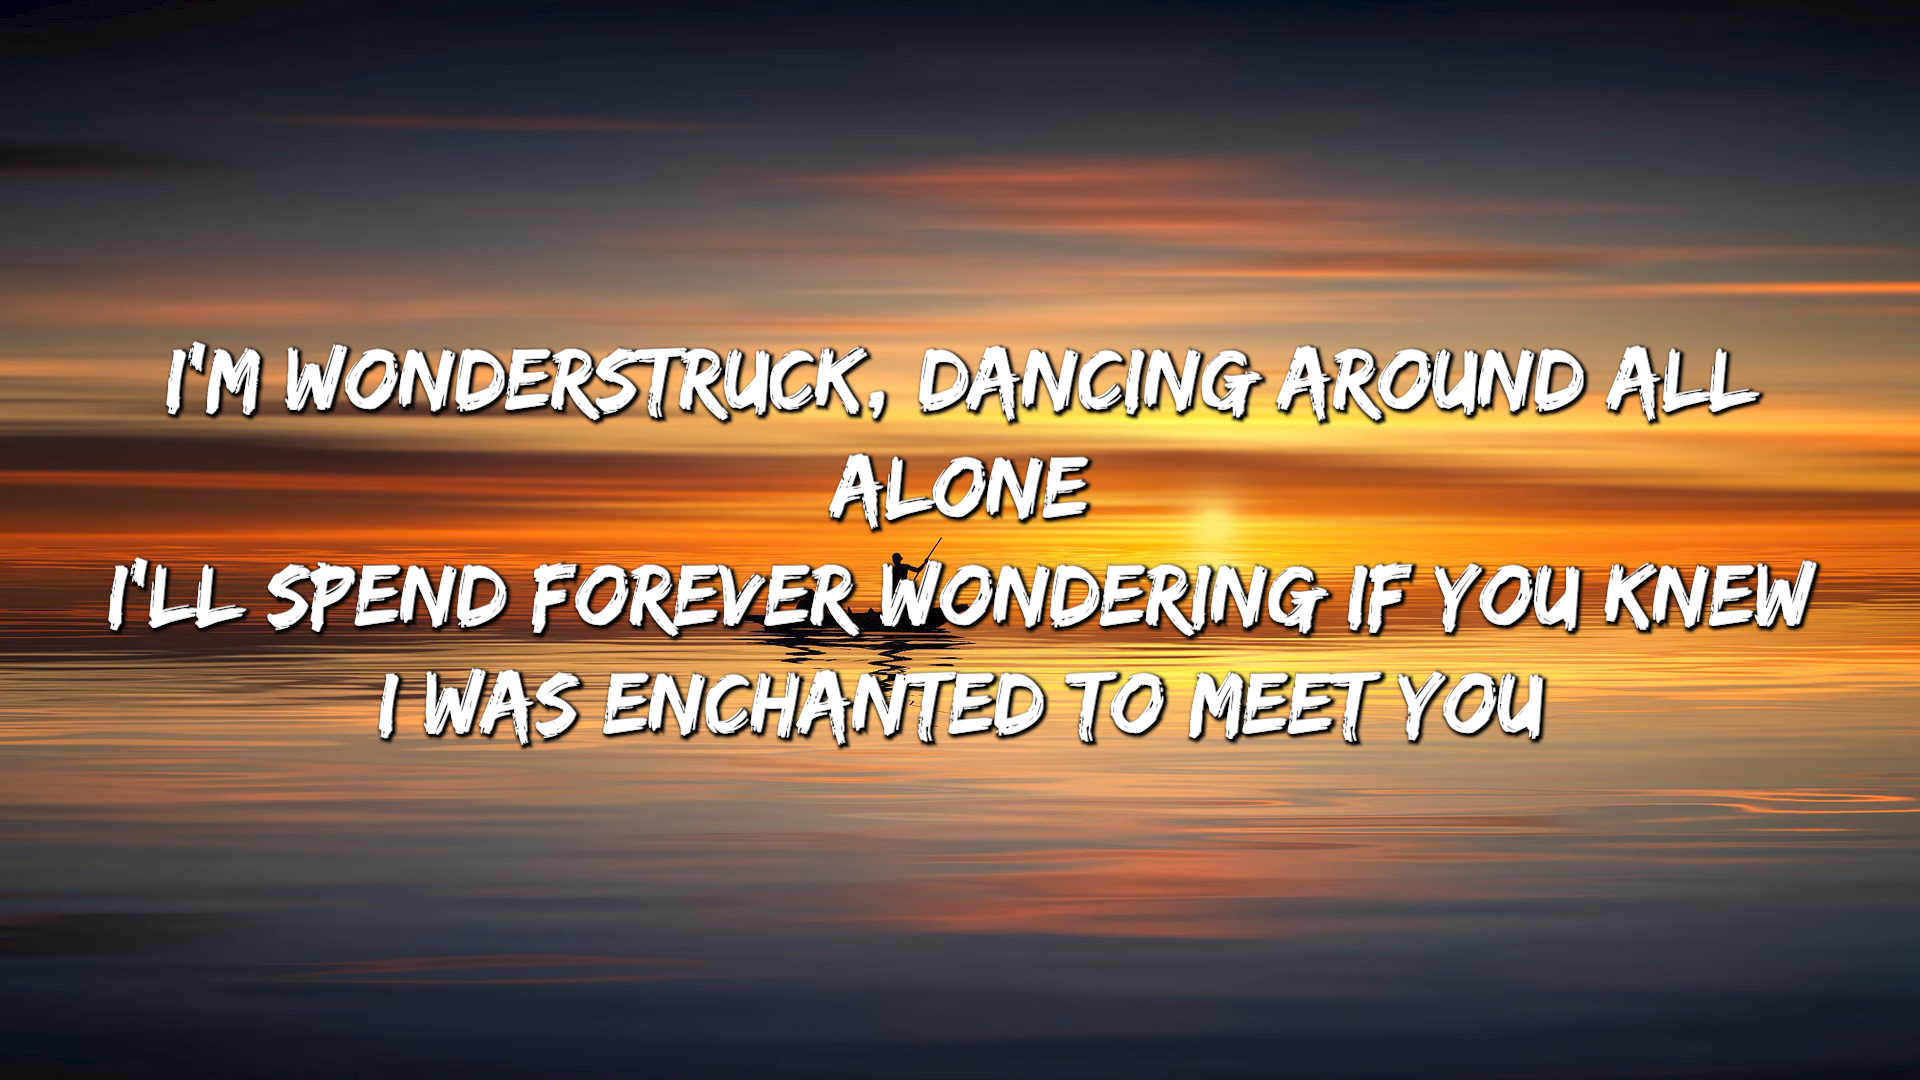 I'M WONDERSTRUCK, DANCING AROUND ALL
ALONE
I'LL SPEND FOREVER WONDERING IF YOU KNEW
I WAS ENCHANTED TO MEET YOU